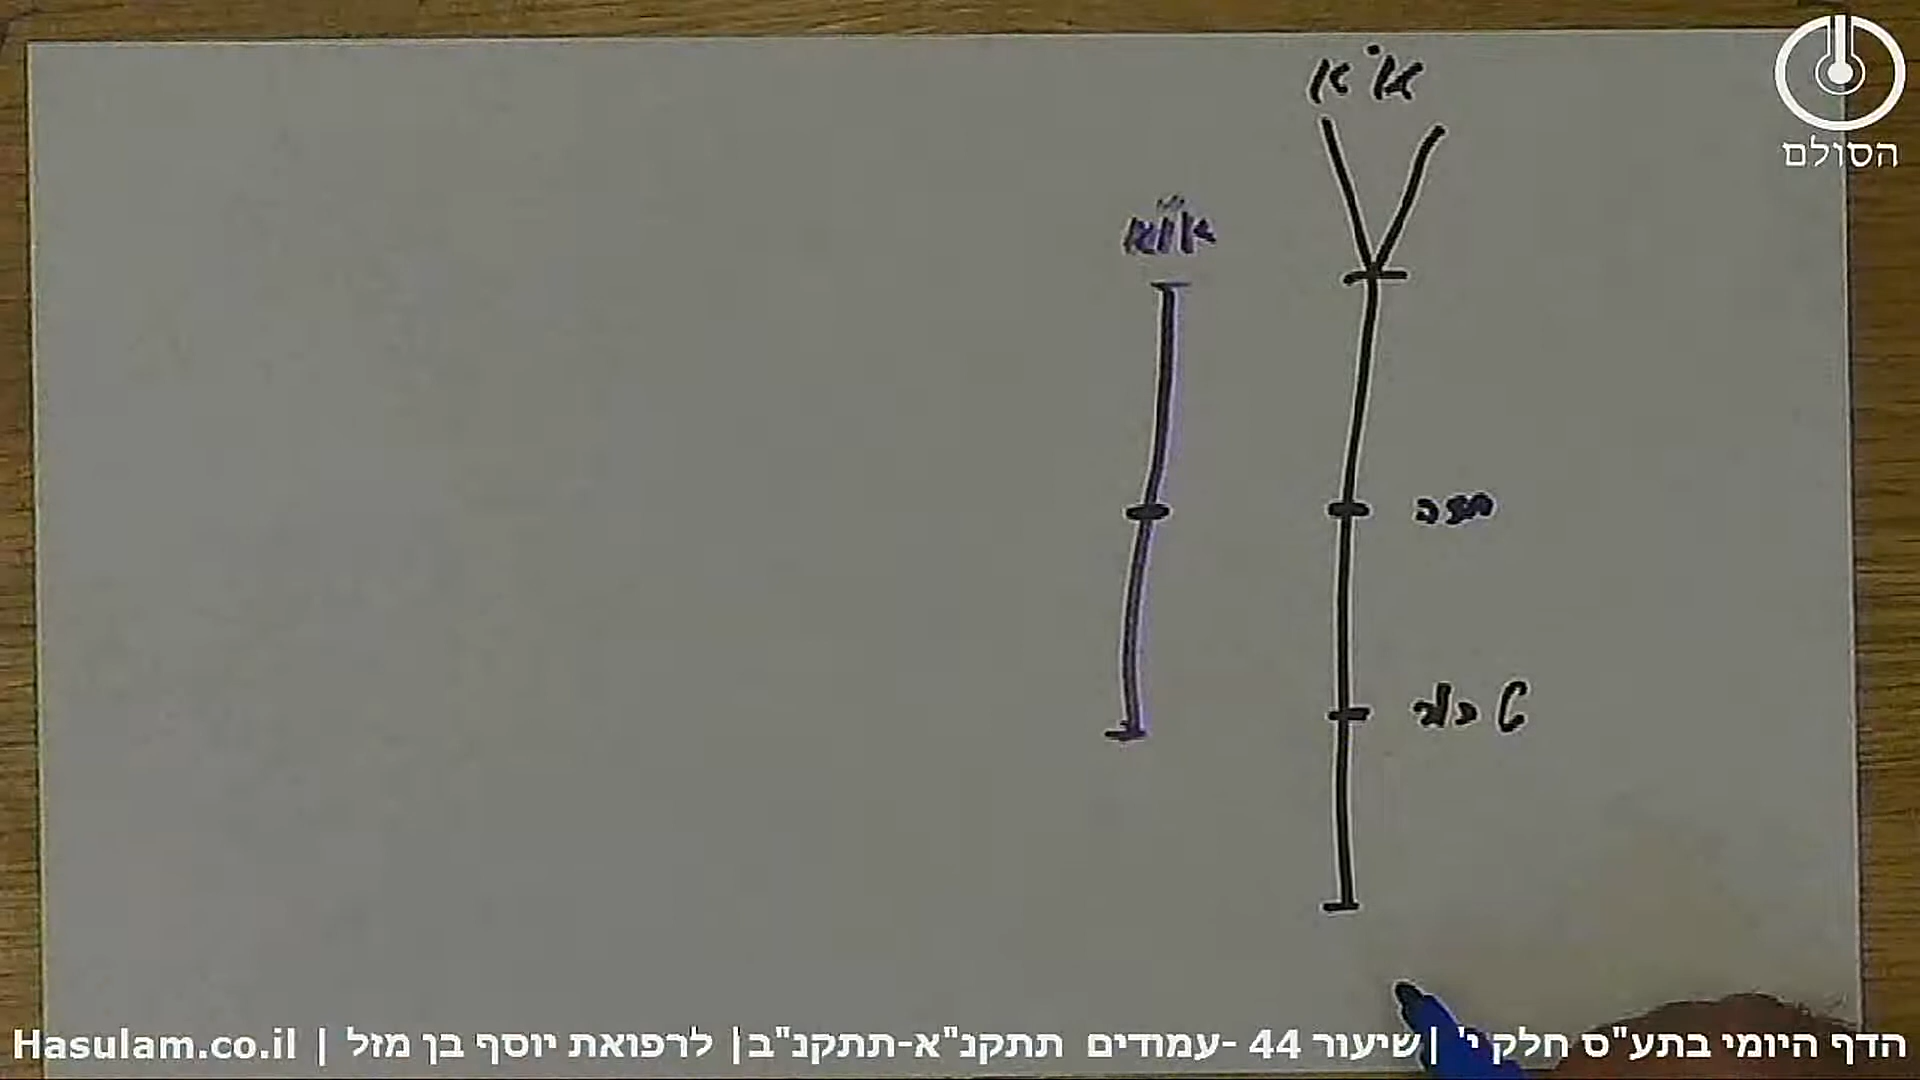 א"א
הסולם
או"א
חזה
טבור
הדף היומי בתע"ס חלק י' | שיעור 44 -עמודים תתקנ"א-תתקנ"ב| לרפואת יוסף בן מזל | Hasulam.co.il